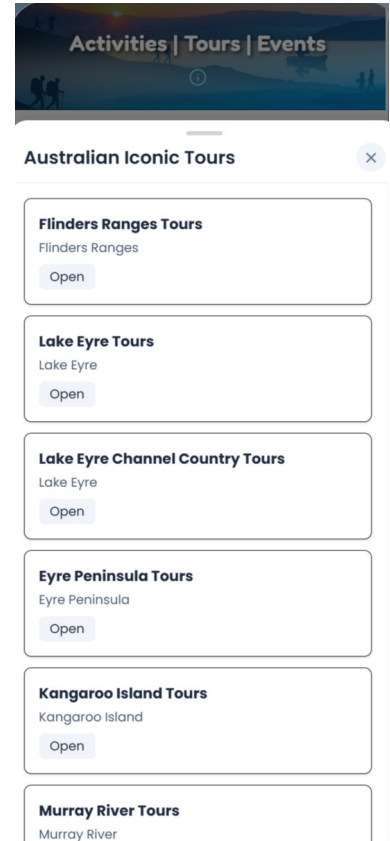 Activities | Tours | Events
Australian Iconic Tours
Flinders Ranges Tours
Flinders Ranges
Open
Lake Eyre Tours
Lake Eyre
Open
Lake Eyre Channel Country Tours
Lake Eyre
Open
Eyre Peninsula Tours
Eyre Peninsula
Open
Kangaroo Island Tours
Kangaroo Island
Open
Murray River Tours
Murray River